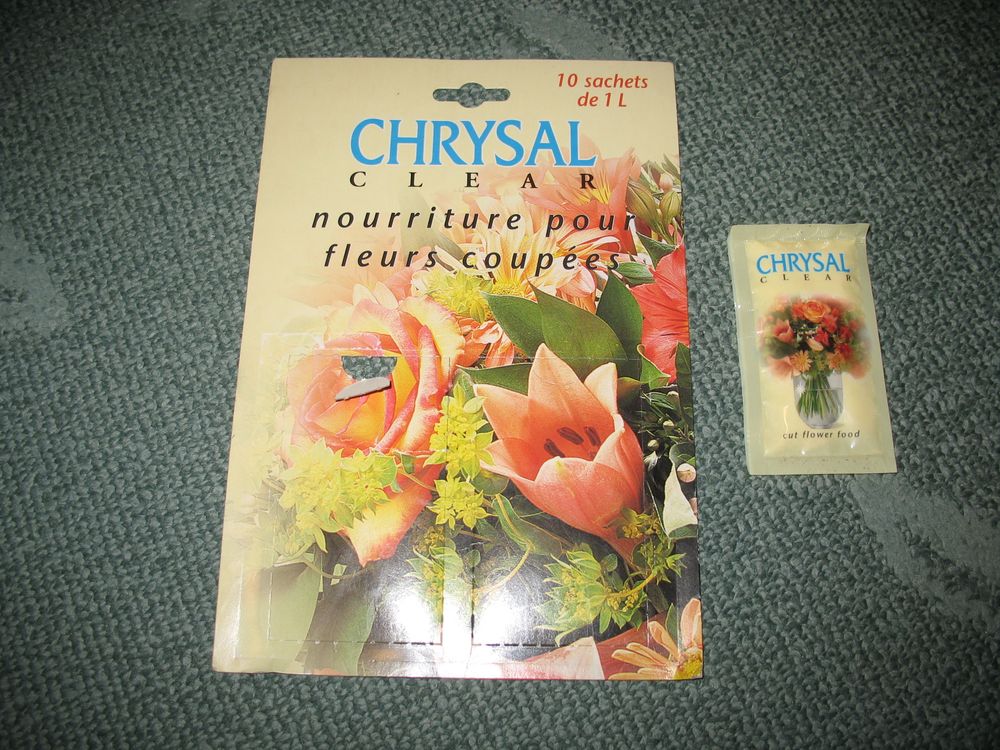 10 sachets
de 1 L
CHRYSAL
CLEAR
nourriture pour
fleurs coupées
CHRYSAL
CLEAR
cut flower food